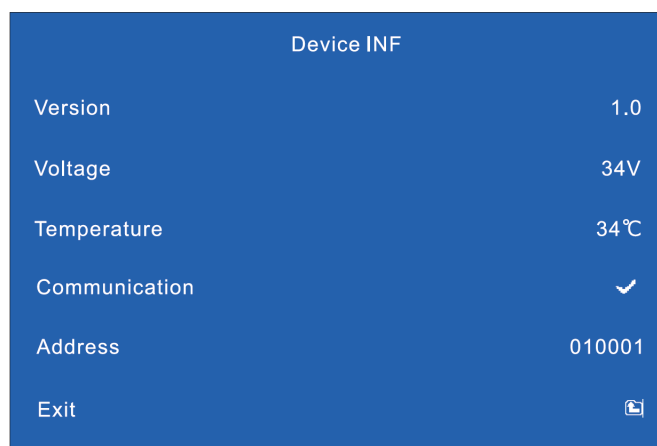 Device INF
Version 1.0
Voltage 34V
Temperature 34℃
Communication ✓
Address 010001
Exit